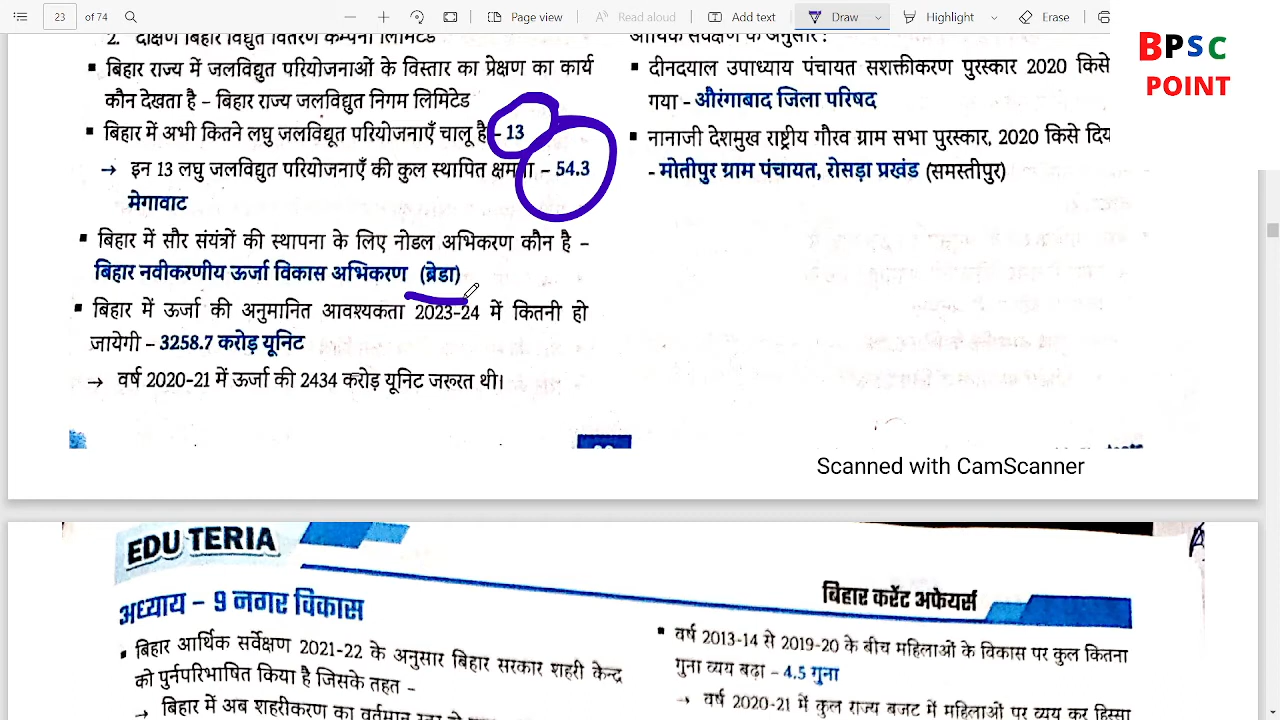 23 of 74 Page view Read aloud Add text Draw Highlight Erase
BPSC
POINT
2. दक्षिण बिहार विद्युत वितरण कम्पनी लिमिटेड
▪ बिहार राज्य में जलविद्युत परियोजनाओं के विस्तार का प्रेक्षण का कार्य
कौन देखता है – बिहार राज्य जलविद्युत निगम लिमिटेड
▪ बिहार में अभी कितने लघु जलविद्यूत परियोजनाएँ चालू है – 13
→ इन 13 लघु जलविद्युत परियोजनाएँ की कुल स्थापित क्षमता – 54.3
मेगावाट
▪ बिहार में सौर संयंत्रों की स्थापना के लिए नोडल अभिकरण कौन है –
बिहार नवीकरणीय ऊर्जा विकास अभिकरण (ब्रेडा)
▪ बिहार में ऊर्जा की अनुमानित आवश्यकता 2023-24 में कितनी हो
जायेगी – 3258.7 करोड़ यूनिट
→ वर्ष 2020-21 में ऊर्जा की 2434 करोड़ यूनिट जरूरत थी।
आर्थिक सर्वेक्षण के अनुसार :
▪ दीनदयाल उपाध्याय पंचायत सशक्तीकरण पुरस्कार 2020 किसे
गया – औरंगाबाद जिला परिषद
▪ नानाजी देशमुख राष्ट्रीय गौरव ग्राम सभा पुरस्कार, 2020 किसे दिय
- मोतीपुर ग्राम पंचायत, रोसड़ा प्रखंड (समस्तीपुर)
Scanned with CamScanner
EDU TERIA
बिहार करेंट अफेयर्स
अध्याय – 9 नगर विकास
▪ बिहार आर्थिक सर्वेक्षण 2021-22 के अनुसार बिहार सरकार शहरी केन्द्र
को पुर्नपरिभाषित किया है जिसके तहत –
→ बिहार में अब शहरीकरण का वर्तमान स्तर
▪ वर्ष 2013-14 से 2019-20 के बीच महिलाओं के विकास पर कुल कितना
गुना व्यय बढ़ा – 4.5 गुना
→ वर्ष 2020-21 में कुल राज्य बजट में महिलाओं पर व्यय कर हिस्सा